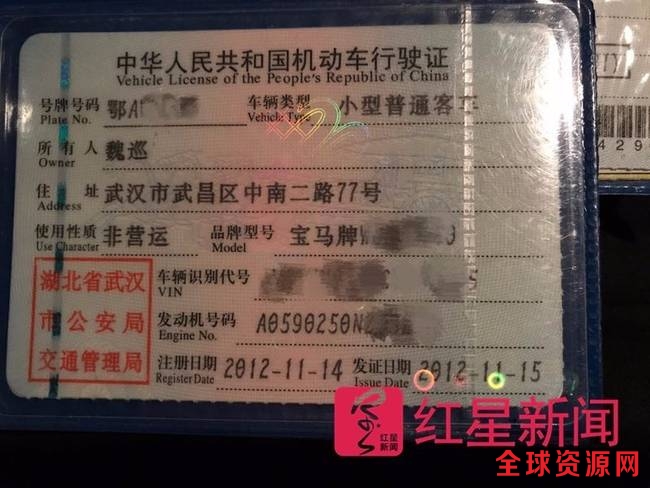 中华人民共和国机动车行驶证
Vehicle License of the People's Republic of China
号牌号码 鄂A 车辆类型 小型普通客车
Plate No. Vehicle Type
所有人 魏巡
Owner
住址 武汉市武昌区中南二路77号
Address
使用性质 非营运 品牌型号 宝马牌
Use Character Model
湖北省武汉
市公安局
交通管理局
车辆识别代号
VIN
发动机号码 A0590250N
Engine No.
注册日期 2012-11-14 发证日期 2012-11-15
Register Date Issue Date
红星新闻
红星新闻
全球资源网
429